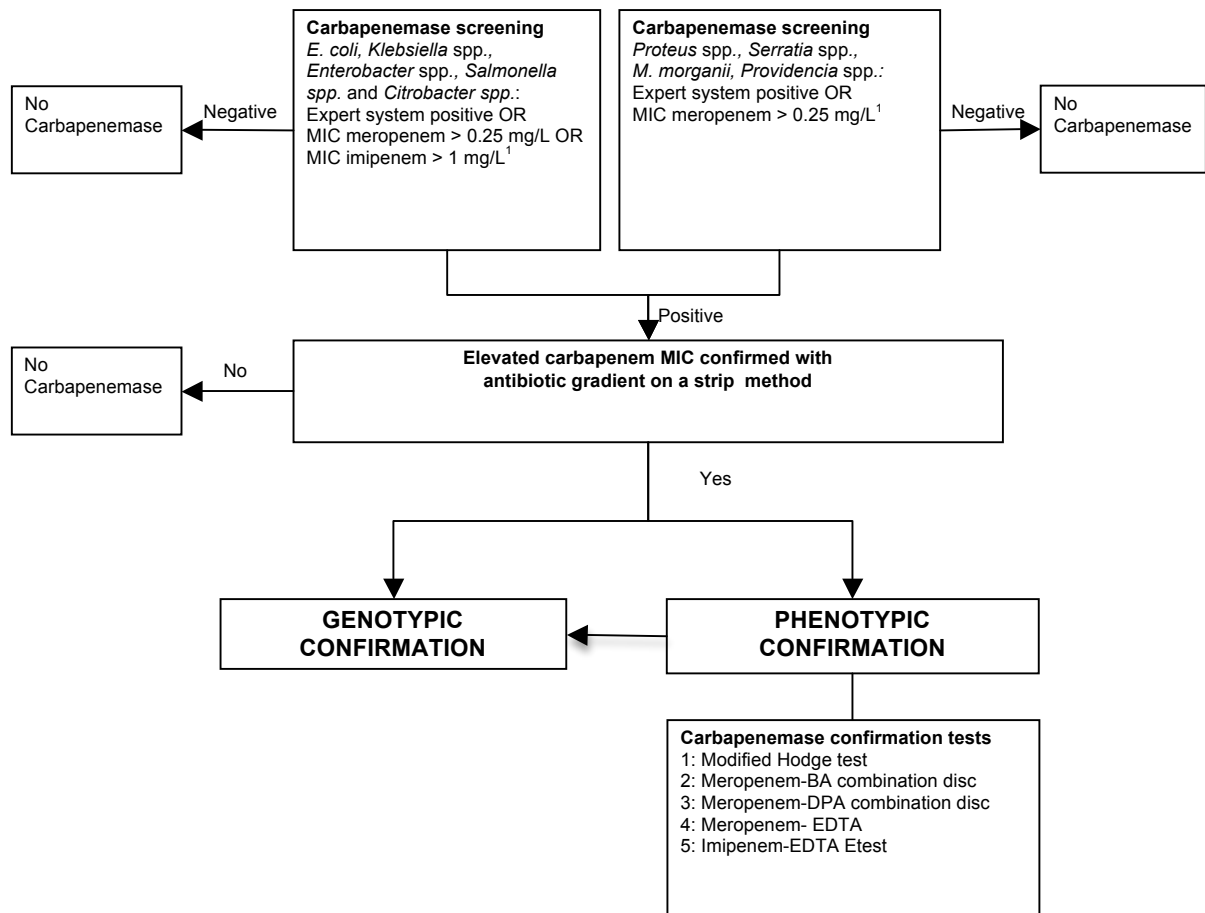 Carbapenemase screening
E. coli, Klebsiella spp.,
Enterobacter spp., Salmonella
spp. and Citrobacter spp.:
Expert system positive OR
MIC meropenem > 0.25 mg/L OR
MIC imipenem > 1 mg/L¹
Carbapenemase screening
Proteus spp., Serratia spp.,
M. morganii, Providencia spp.:
Expert system positive OR
MIC meropenem > 0.25 mg/L¹
No
Carbapenemase
Negative
Negative
No
Carbapenemase
Positive
No
Carbapenemase
No
Elevated carbapenem MIC confirmed with
antibiotic gradient on a strip method
Yes
GENOTYPIC
CONFIRMATION
PHENOTYPIC
CONFIRMATION
Carbapenemase confirmation tests
1: Modified Hodge test
2: Meropenem-BA combination disc
3: Meropenem-DPA combination disc
4: Meropenem- EDTA
5: Imipenem-EDTA Etest